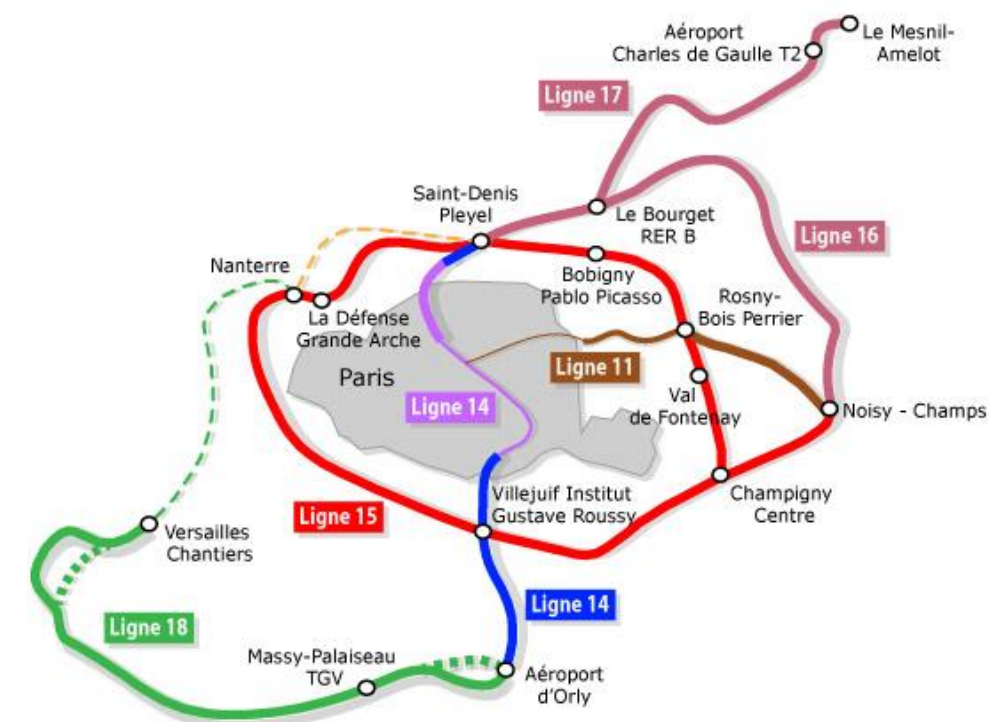 Aéroport
Charles de Gaulle T2
Le Mesnil-
Amelot
Ligne 17
Saint-Denis
Pleyel
Le Bourget
RER B
Ligne 16
Nanterre
La Défense
Grande Arche
Bobigny
Pablo Picasso
Rosny-
Bois Perrier
Ligne 11
Paris
Ligne 14
Val
de Fontenay
Noisy - Champs
Ligne 15
Villejuif Institut
Gustave Roussy
Champigny
Centre
Versailles
Chantiers
Ligne 14
Ligne 18
Massy-Palaiseau
TGV
Aéroport
d'Orly